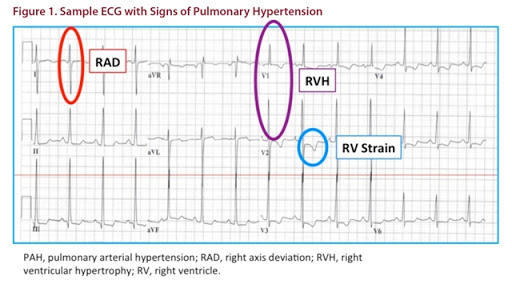 Figure 1. Sample ECG with Signs of Pulmonary Hypertension
RAD
I
aVR
V1
V4
RVH
II
aVL
V2
RV Strain
III
aVF
V3
V6
PAH, pulmonary arterial hypertension; RAD, right axis deviation; RVH, right
ventricular hypertrophy; RV, right ventricle.